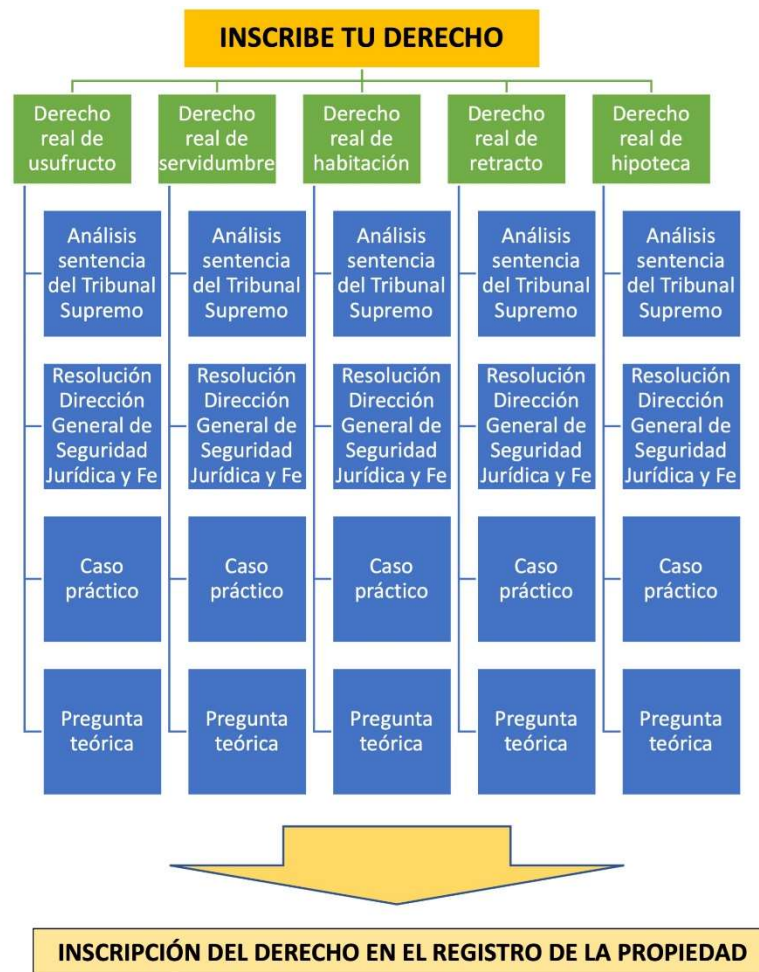 INSCRIBE TU DERECHO
Derecho
real de
usufructo
Derecho
real de
servidumbre
Derecho
real de
habitación
Derecho
real de
retracto
Derecho
real de
hipoteca
Análisis
sentencia
del Tribunal
Supremo
Análisis
sentencia
del Tribunal
Supremo
Análisis
sentencia
del Tribunal
Supremo
Análisis
sentencia
del Tribunal
Supremo
Análisis
sentencia
del Tribunal
Supremo
Resolución
Dirección
General de
Seguridad
Jurídica y Fe
Resolución
Dirección
General de
Seguridad
Jurídica y Fe
Resolución
Dirección
General de
Seguridad
Jurídica y Fe
Resolución
Dirección
General de
Seguridad
Jurídica y Fe
Resolución
Dirección
General de
Seguridad
Jurídica y Fe
Caso
práctico
Caso
práctico
Caso
práctico
Caso
práctico
Caso
práctico
Pregunta
teórica
Pregunta
teórica
Pregunta
teórica
Pregunta
teórica
Pregunta
teórica
INSCRIPCIÓN DEL DERECHO EN EL REGISTRO DE LA PROPIEDAD